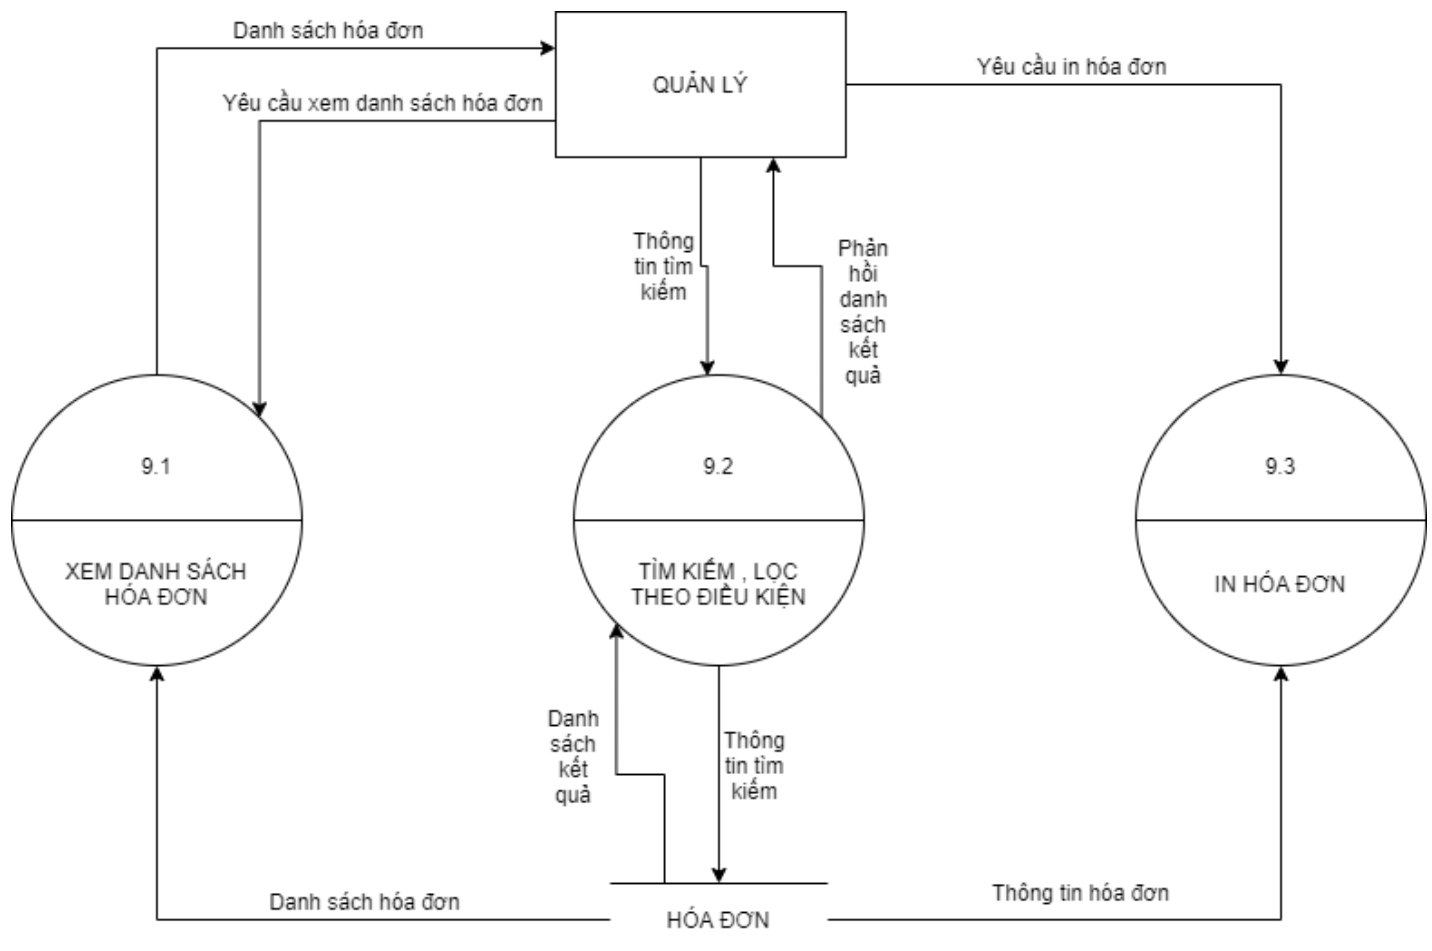 Danh sách hóa đơn
QUẢN LÝ
Yêu cầu in hóa đơn
Yêu cầu xem danh sách hóa đơn
Thông
tin tìm
kiếm
Phản
hồi
danh
sách
kết
quả
9.1
XEM DANH SÁCH
HÓA ĐƠN
9.2
TÌM KIẾM , LỌC
THEO ĐIỀU KIỆN
9.3
IN HÓA ĐƠN
Danh
sách
kết
quả
Thông
tin tìm
kiếm
Danh sách hóa đơn
HÓA ĐƠN
Thông tin hóa đơn